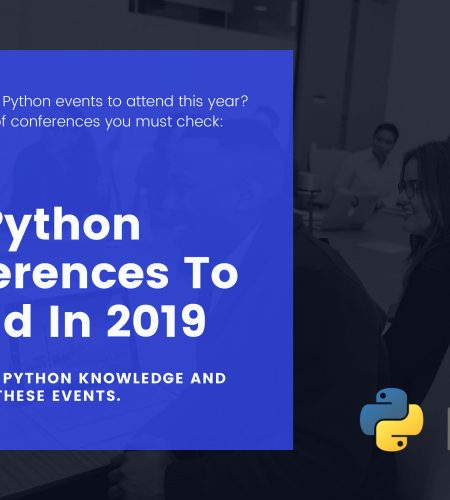 Python events to attend this year?
of conferences you must check:
Python
erences To
d In 2019
PYTHON KNOWLEDGE AND
THESE EVENTS.